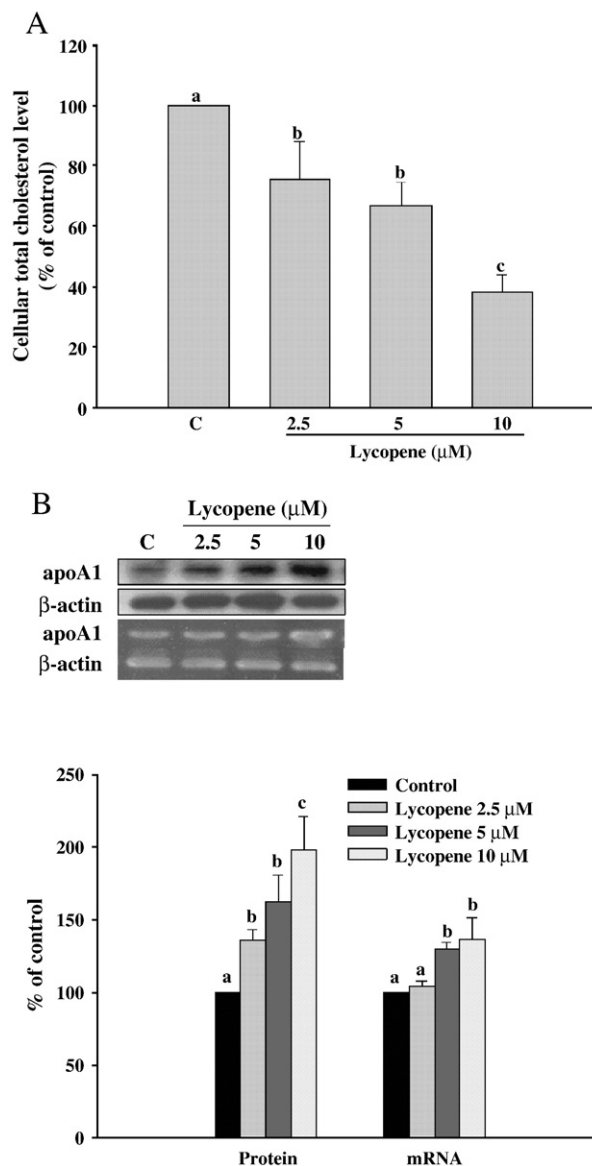 A
Cellular total cholesterol level
(% of control)
120
100
80
60
40
20
0
a
b
b
c
C
2.5
5
10
Lycopene (μM)
B
Lycopene (μM)
C
2.5
5
10
apoA1
β-actin
apoA1
β-actin
% of control
250
200
150
100
50
0
Control
Lycopene 2.5 μM
Lycopene 5 μM
Lycopene 10 μM
a
b
b
c
a
a
b
b
Protein
mRNA